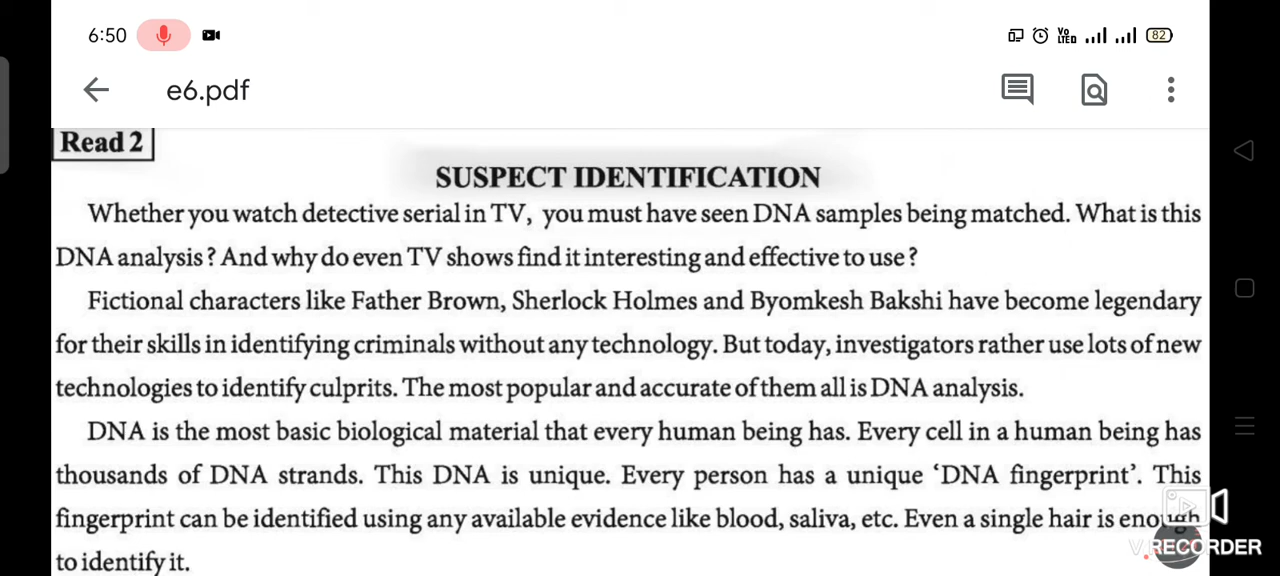 6:50
Vo
LTED
82
e6.pdf
Read 2
SUSPECT IDENTIFICATION
Whether you watch detective serial in TV, you must have seen DNA samples being matched. What is this
DNA analysis? And why do even TV shows find it interesting and effective to use?
Fictional characters like Father Brown, Sherlock Holmes and Byomkesh Bakshi have become legendary
for their skills in identifying criminals without any technology. But today, investigators rather use lots of new
technologies to identify culprits. The most popular and accurate of them all is DNA analysis.
DNA is the most basic biological material that every human being has. Every cell in a human being has
thousands of DNA strands. This DNA is unique. Every person has a unique ‘DNA fingerprint’. This
fingerprint can be identified using any available evidence like blood, saliva, etc. Even a single hair is enough
to identify it.
V.RECORDER